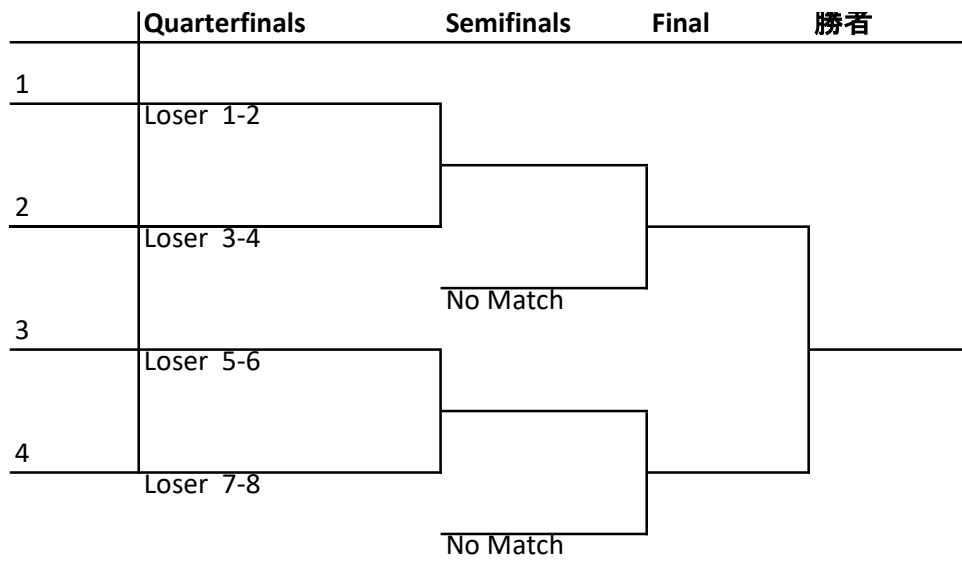 Quarterfinals Semifinals Final 勝者
1
Loser 1-2
2
Loser 3-4
No Match
3
Loser 5-6
4
Loser 7-8
No Match